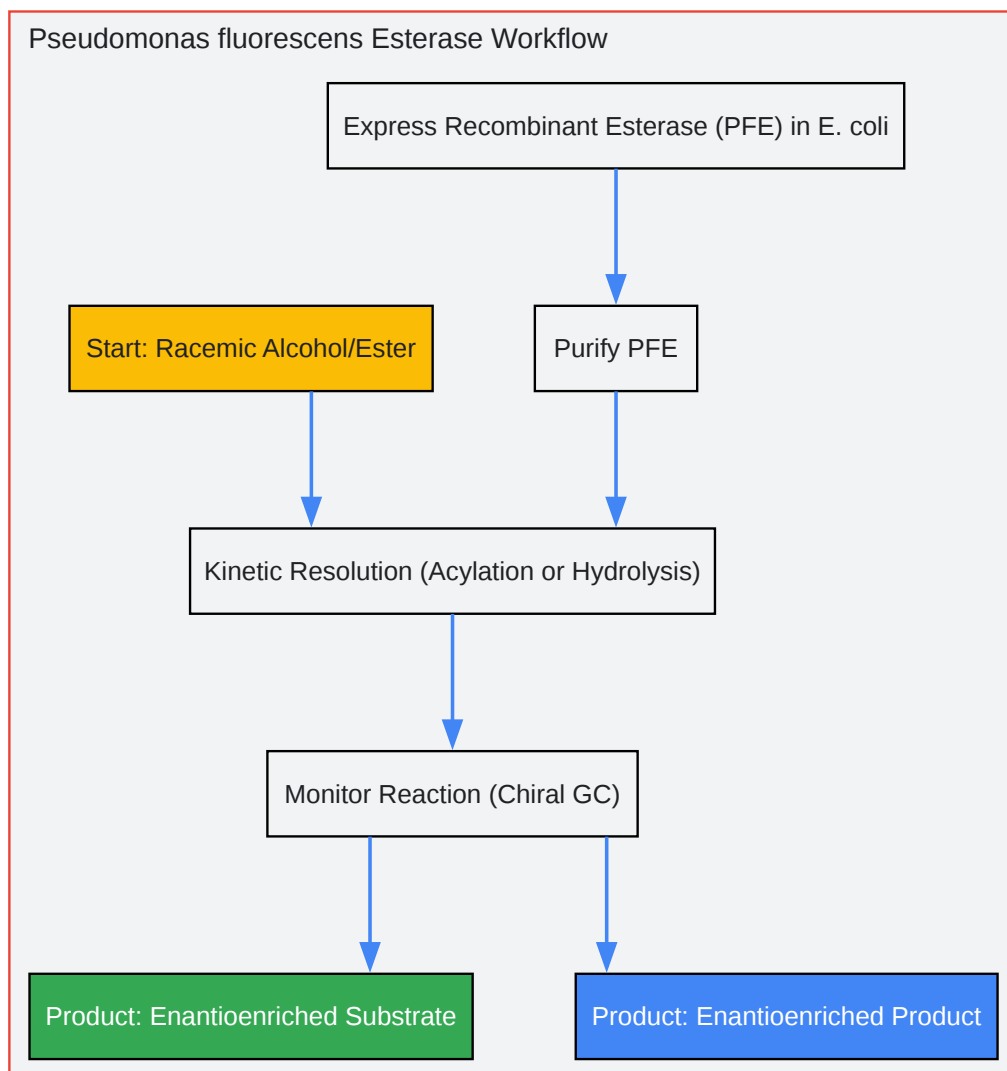 Pseudomonas fluorescens Esterase Workflow
Express Recombinant Esterase (PFE) in E. coli
Start: Racemic Alcohol/Ester
Purify PFE
Kinetic Resolution (Acylation or Hydrolysis)
Monitor Reaction (Chiral GC)
Product: Enantioenriched Substrate
Product: Enantioenriched Product